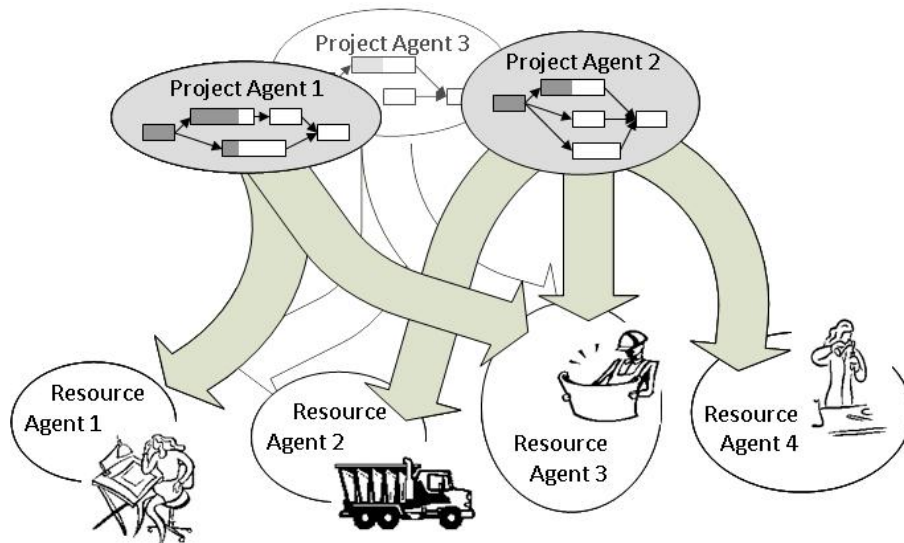 Project Agent 3
Project Agent 1
Project Agent 2
Resource
Agent 1
Resource
Agent 2
Resource
Agent 3
Resource
Agent 4